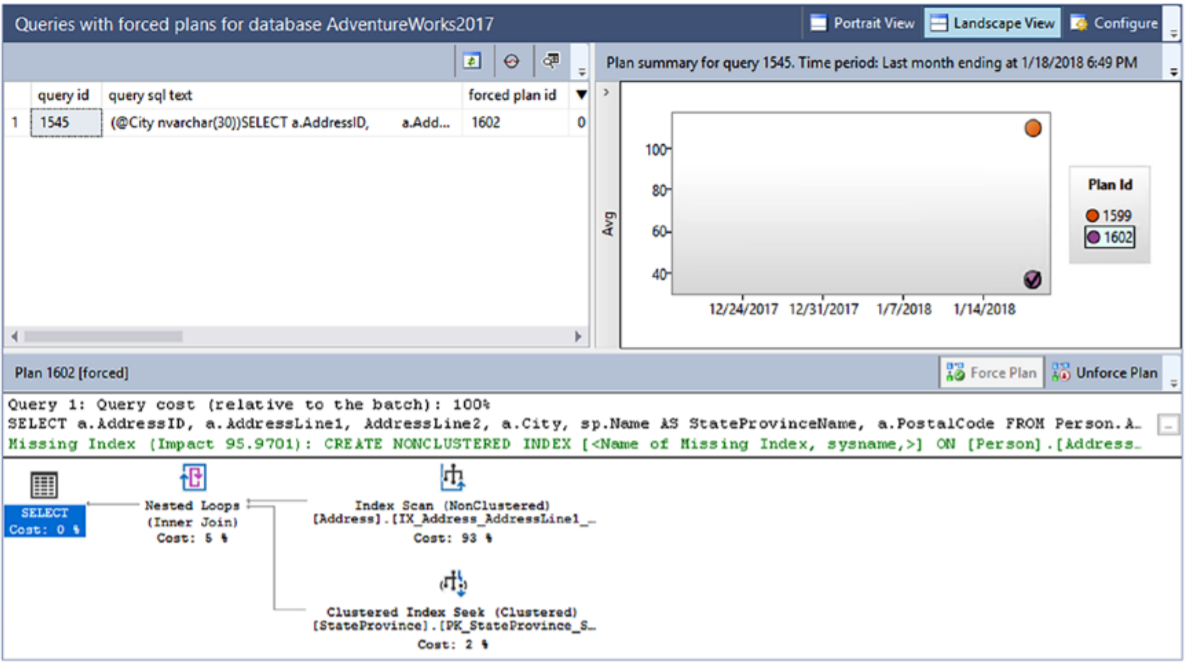 Queries with forced plans for database AdventureWorks2017
Portrait View Landscape View Configure
Plan summary for query 1545. Time period: Last month ending at 1/18/2018 6:49 PM
query id query sql text forced plan id
1 1545 (@City nvarchar(30))SELECT a.AddressID, a.Add... 1602 0
Avg
100
80
60
40
12/24/2017 12/31/2017 1/7/2018 1/14/2018
Plan Id
1599
1602
Plan 1602 [forced]
Force Plan Unforce Plan
Query 1: Query cost (relative to the batch): 100%
SELECT a.AddressID, a.AddressLine1, AddressLine2, a.City, sp.Name AS StateProvinceName, a.PostalCode FROM Person.A…
Missing Index (Impact 95.9701): CREATE NONCLUSTERED INDEX [<Name of Missing Index, sysname,>] ON [Person].[Address…
SELECT
Cost: 0 %
Nested Loops
(Inner Join)
Cost: 5 %
Index Scan (NonClustered)
[Address].[IX_Address_AddressLine1_…
Cost: 93 %
Clustered Index Seek (Clustered)
[StateProvince].[PK_StateProvince_S…
Cost: 2 %